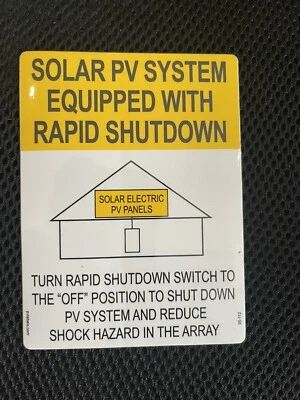 SOLAR PV SYSTEM
EQUIPPED WITH
RAPID SHUTDOWN
SOLAR ELECTRIC
PV PANELS
TURN RAPID SHUTDOWN SWITCH TO
THE “OFF” POSITION TO SHUT DOWN
PV SYSTEM AND REDUCE
SHOCK HAZARD IN THE ARRAY